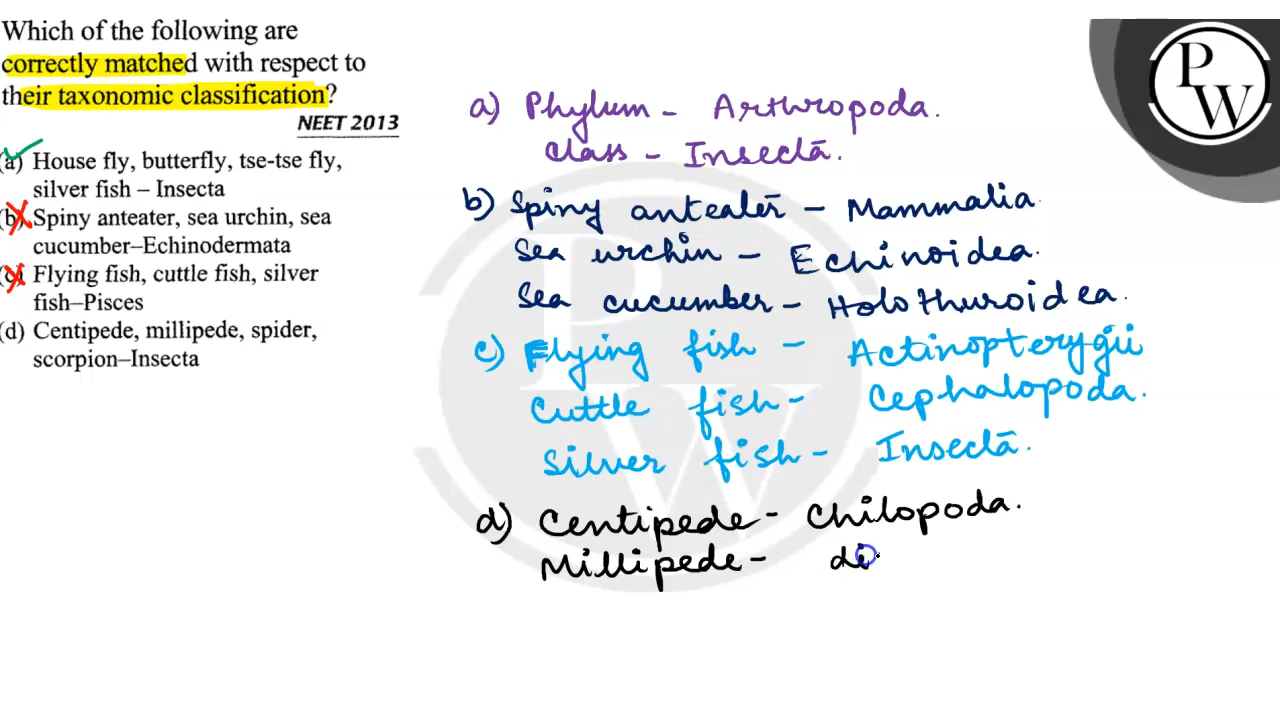 Which of the following are
correctly matched with respect to
their taxonomic classification?
NEET 2013
(a) House fly, butterfly, tse-tse fly,
silver fish – Insecta
(b) Spiny anteater, sea urchin, sea
cucumber–Echinodermata
(c) Flying fish, cuttle fish, silver
fish–Pisces
(d) Centipede, millipede, spider,
scorpion–Insecta
a) Phylum - Arthropoda.
Class - Insecta.
b) Spiny anteater - Mammalia.
Sea urchin - Echinoidea.
Sea cucumber - Holothuroidea.
c) Flying fish - Actinopterygii
Cuttle fish - Cephalopoda.
Silver fish - Insecta.
d) Centipede - Chilopoda.
Millipede - di
P
W
P
W